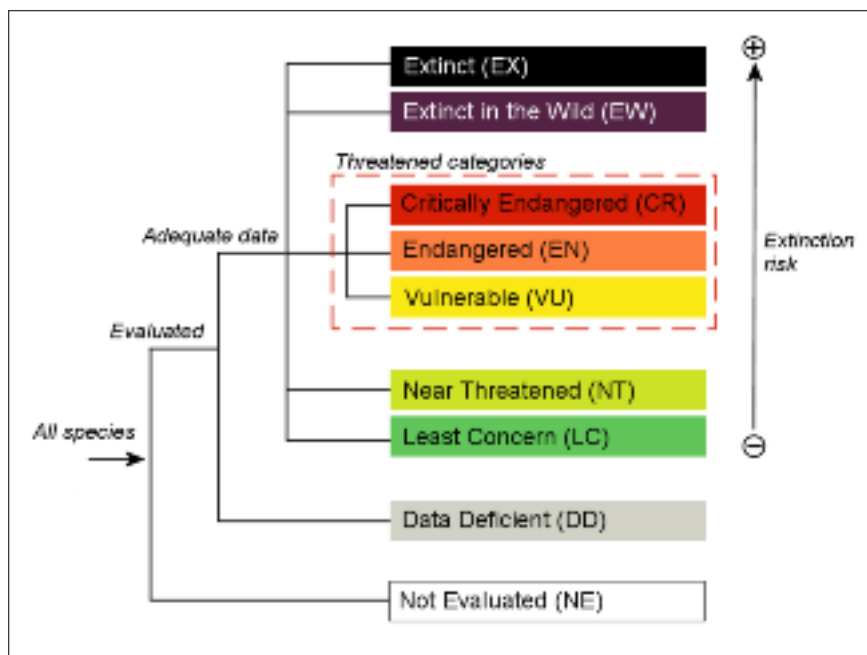 Extinct (EX)
Extinct in the Wild (EW)
Threatened categories
Critically Endangered (CR)
Adequate data
Endangered (EN)
Extinction
risk
Vulnerable (VU)
Evaluated
Near Threatened (NT)
All species
Least Concern (LC)
Data Deficient (DD)
Not Evaluated (NE)